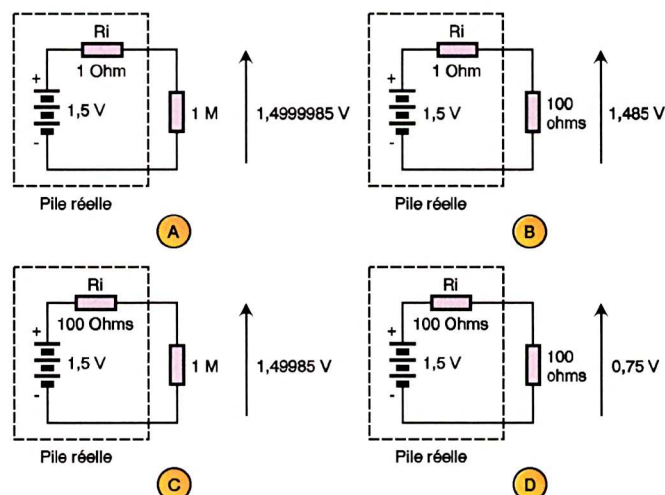 Ri
1 Ohm
+
1,5 V
-
1 M
1,4999985 V
Pile réelle
A
Ri
1 Ohm
+
1,5 V
-
100
ohms
1,485 V
Pile réelle
B
Ri
100 Ohms
+
1,5 V
-
1 M
1,49985 V
Pile réelle
C
Ri
100 Ohms
+
1,5 V
-
100
ohms
0,75 V
Pile réelle
D